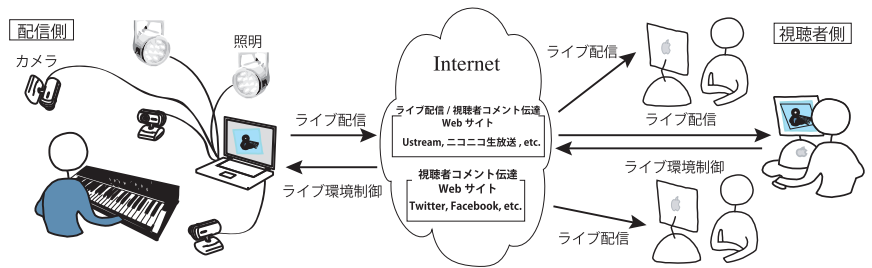 配信側
照明
カメラ
ライブ配信
ライブ環境制御
Internet
ライブ配信 / 視聴者コメント伝達
Web サイト
Ustream, ニコニコ生放送 , etc.
視聴者コメント伝達
Web サイト
Twitter, Facebook, etc.
ライブ配信
視聴者側
ライブ配信
ライブ環境制御
ライブ配信